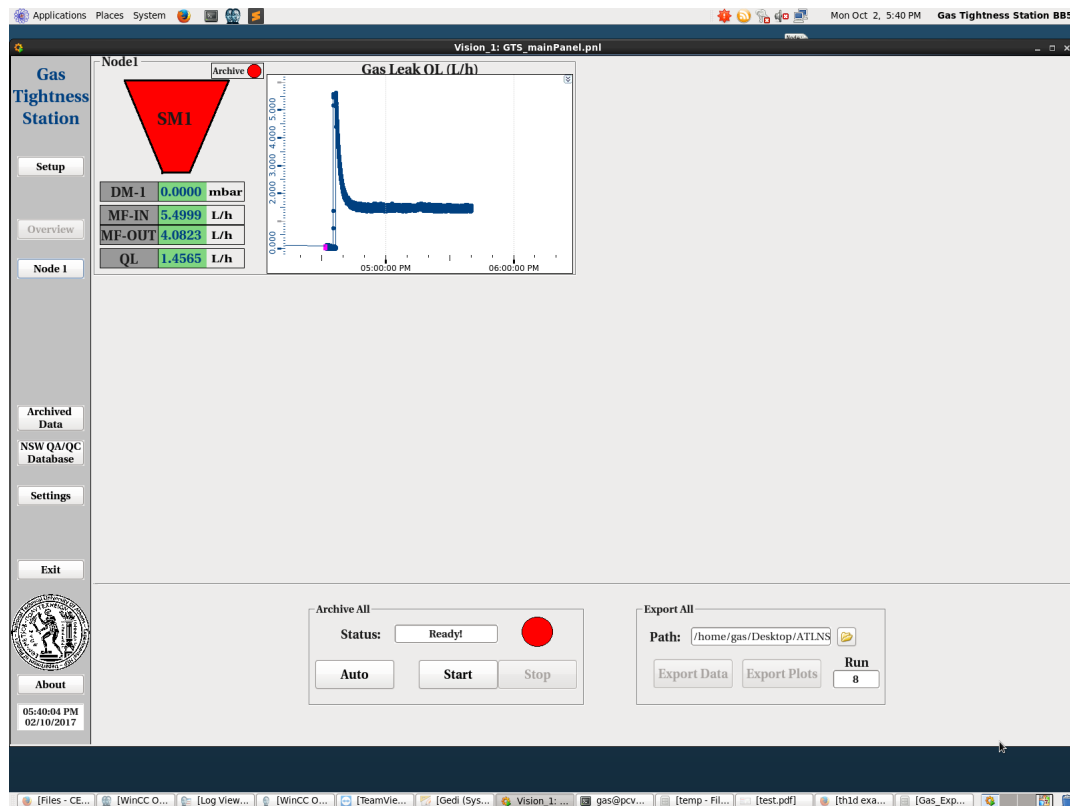 Applications Places System
Mon Oct 2, 5:40 PM Gas Tightness Station BB5
Vision_1: GTS_mainPanel.pnl
Gas
Tightness
Station
Setup
Overview
Node 1
Archived
Data
NSW QA/QC
Database
Settings
Exit
About
05:40:04 PM
02/10/2017
Node1
Archive
SM1
DM-1 0.0000 mbar
MF-IN 5.4999 L/h
MF-OUT 4.0823 L/h
QL 1.4565 L/h
Gas Leak QL (L/h)
5.000
4.000
3.000
2.000
0.000
05:00:00 PM 06:00:00 PM
Archive All
Status: Ready!
Auto Start Stop
Export All
Path: /home/gas/Desktop/ATLNS
Export Data Export Plots
Run
8
[Files - CE... [WinCC O... [Log View... [WinCC O... [TeamVie... [Gedi (Sys... Vision_1: ... gas@pcv... [temp - Fil... [test.pdf] [th1d exa... [Gas_Exp...